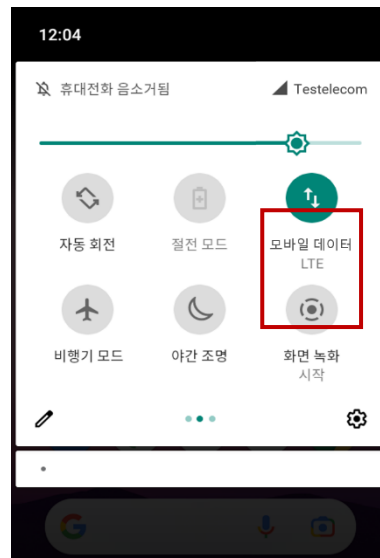 12:04
휴대전화 음소거됨 Testelecom
자동 회전 절전 모드 모바일 데이터
LTE
비행기 모드 야간 조명 화면 녹화
시작